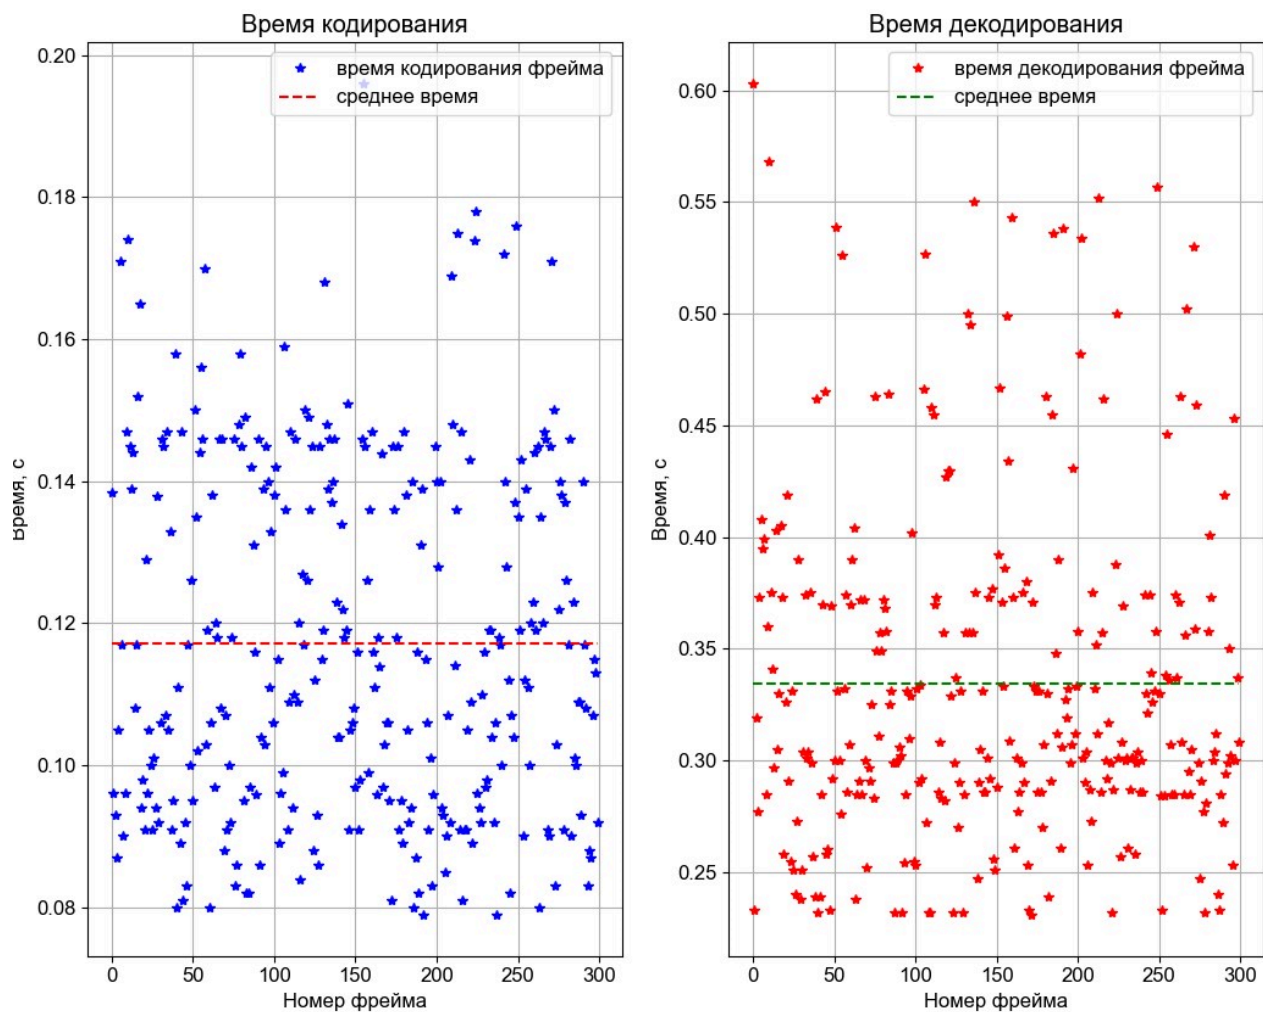 Время кодирования
0.20
0.18
0.16
0.14
0.12
0.10
0.08
Время, с
время кодирования фрейма
среднее время
0 50 100 150 200 250 300
Номер фрейма
Время декодирования
0.60
0.55
0.50
0.45
0.40
0.35
0.30
0.25
Время, с
время декодирования фрейма
среднее время
0 50 100 150 200 250 300
Номер фрейма